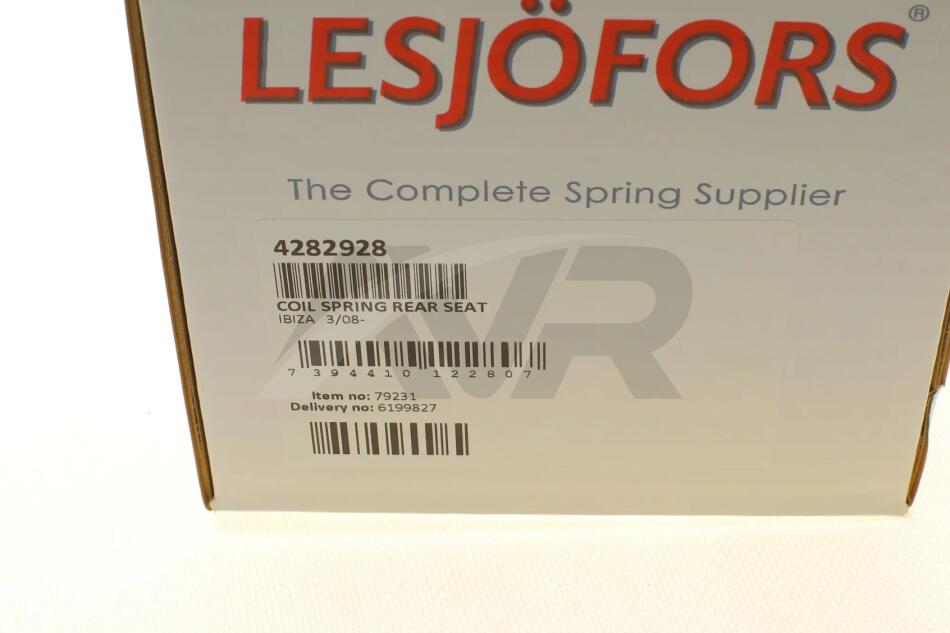 LESJÖFORS®
The Complete Spring Supplier
4282928
COIL SPRING REAR SEAT
IBIZA 3/08-
7 394410 122807
Item no: 79231
Delivery no: 6199827
AVR